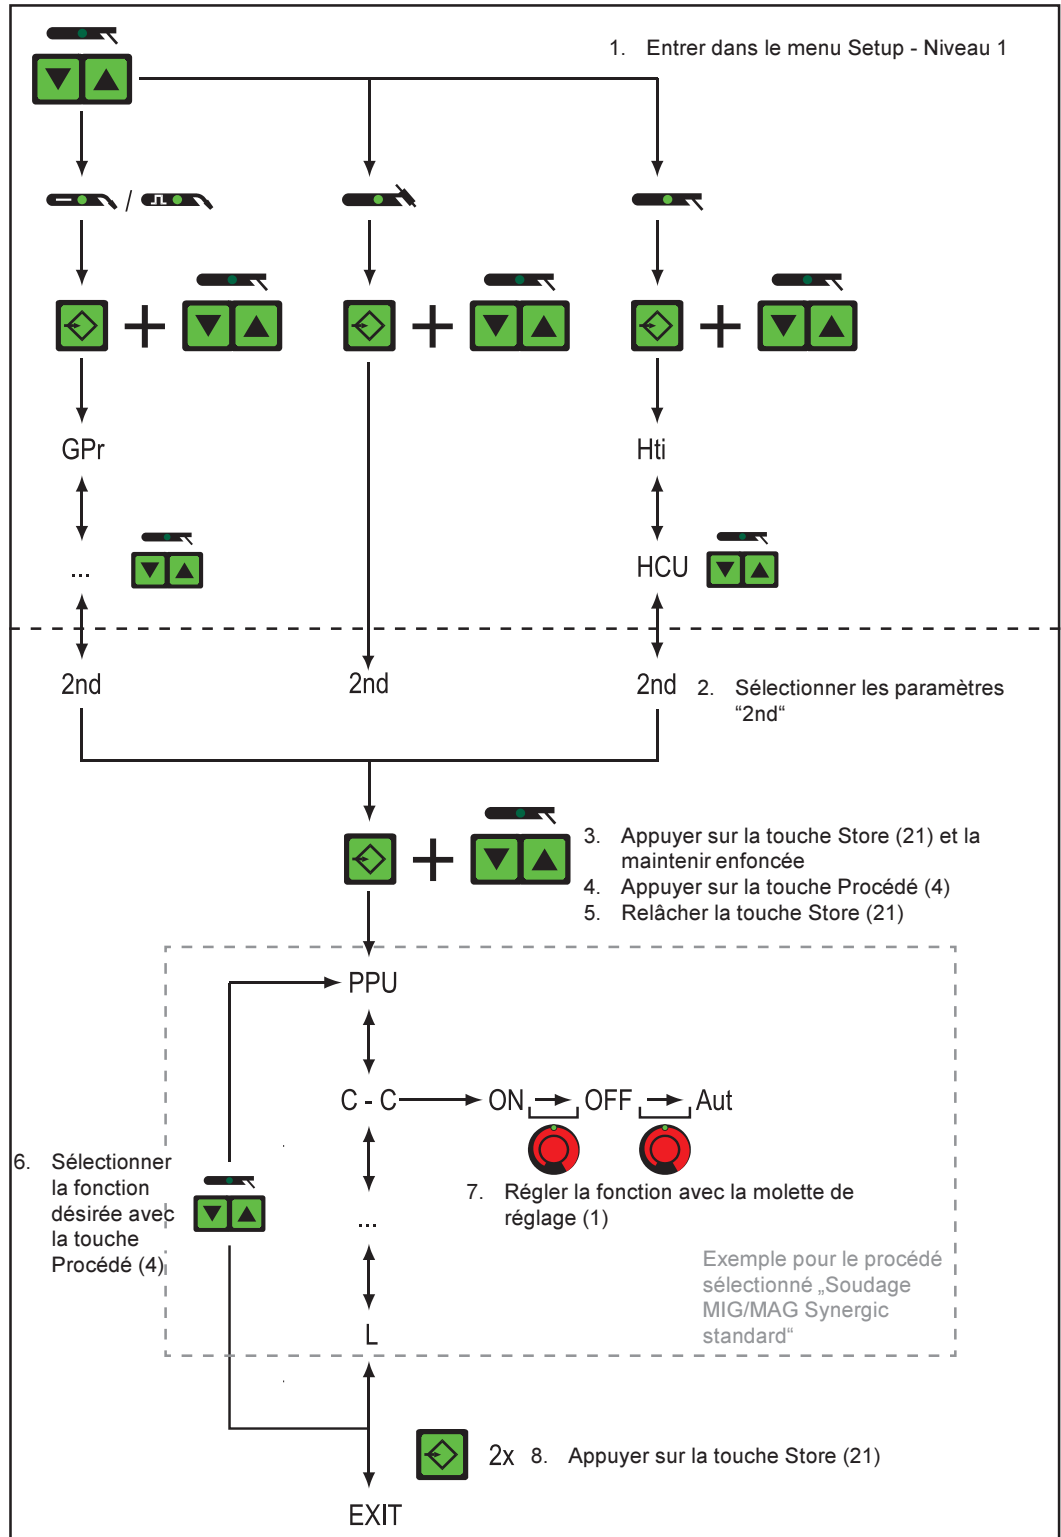 1. Entrer dans le menu Setup - Niveau 1
/
+ + +
GPr Hti
... HCU
2nd 2nd 2nd
2. Sélectionner les paramètres
“2nd“
+
3. Appuyer sur la touche Store (21) et la
maintenir enfoncée
4. Appuyer sur la touche Procédé (4)
5. Relâcher la touche Store (21)
PPU
C - C ON OFF Aut
6. Sélectionner
la fonction
désirée avec
la touche
Procédé (4)
7. Régler la fonction avec la molette de
réglage (1)
...
Exemple pour le procédé
sélectionné „Soudage
MIG/MAG Synergic
standard“
L
2x 8. Appuyer sur la touche Store (21)
EXIT